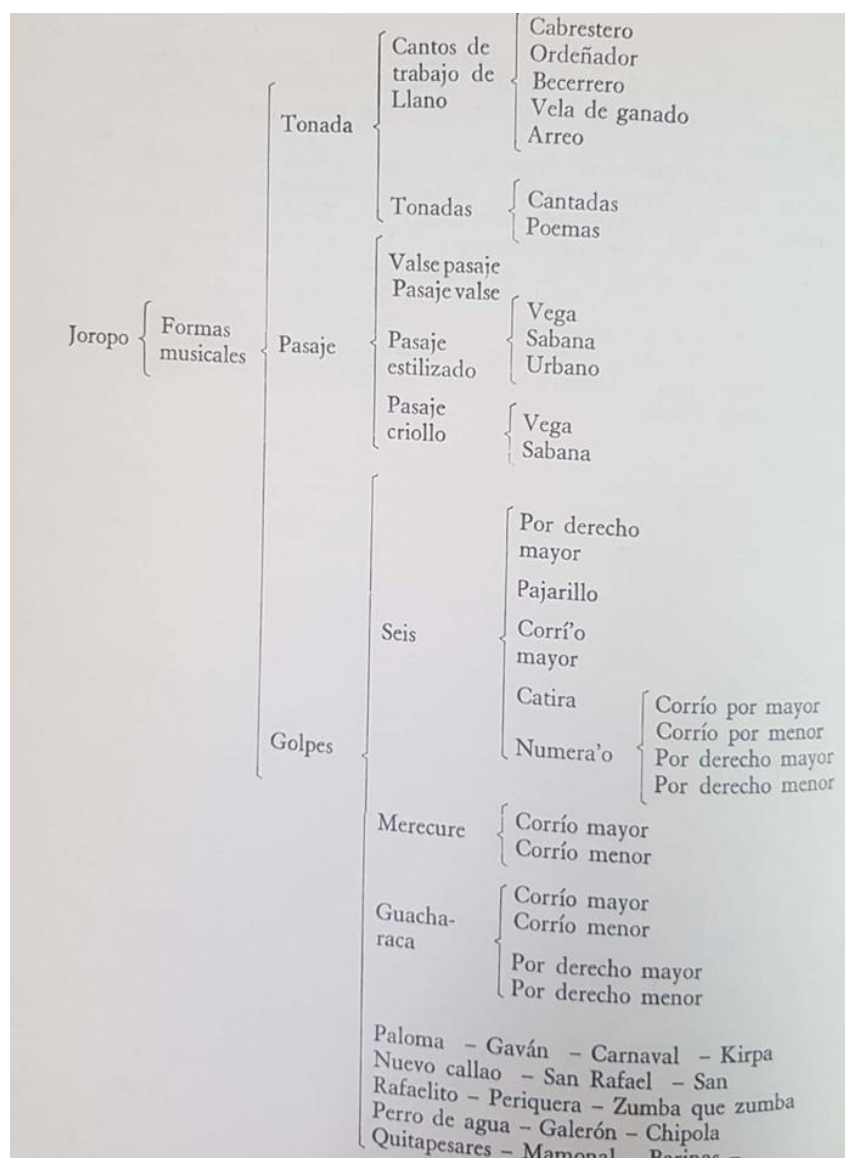 Joropo
Formas
musicales
Tonada
Cantos de
trabajo de
Llano
Cabrestero
Ordeñador
Becerrero
Vela de ganado
Arreo
Tonadas
Cantadas
Poemas
Pasaje
Valse pasaje
Pasaje valse
Pasaje
estilizado
Vega
Sabana
Urbano
Pasaje
criollo
Vega
Sabana
Golpes
Seis
Por derecho
mayor
Pajarillo
Corrí'o
mayor
Catira
Numera'o
Corrío por mayor
Corrío por menor
Por derecho mayor
Por derecho menor
Merecure
Corrío mayor
Corrío menor
Guacha-
raca
Corrío mayor
Corrío menor
Por derecho mayor
Por derecho menor
Paloma – Gaván – Carnaval – Kirpa
Nuevo callao – San Rafael – San
Rafaelito – Periquera – Zumba que zumba
Perro de agua – Galerón – Chipola
Quitapesares – Mamonal – Barinas –